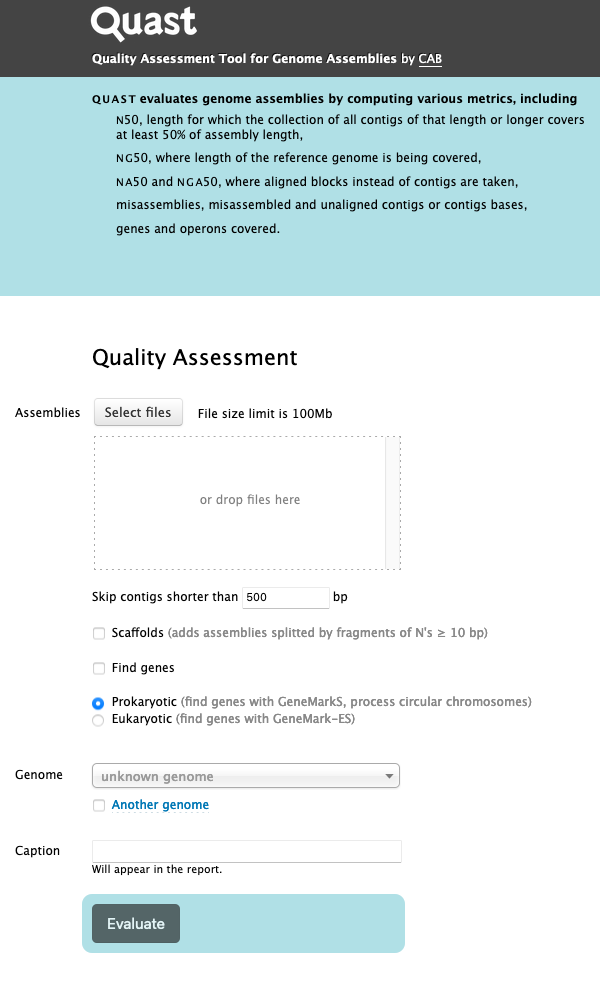 Quast
Quality Assessment Tool for Genome Assemblies by CAB
QUAST evaluates genome assemblies by computing various metrics, including
N50, length for which the collection of all contigs of that length or longer covers
at least 50% of assembly length,
NG50, where length of the reference genome is being covered,
NA50 and NGA50, where aligned blocks instead of contigs are taken,
misassemblies, misassembled and unaligned contigs or contigs bases,
genes and operons covered.
Quality Assessment
Assemblies Select files File size limit is 100Mb
or drop files here
Skip contigs shorter than 500 bp
Scaffolds (adds assemblies splitted by fragments of N's ≥ 10 bp)
Find genes
Prokaryotic (find genes with GeneMarkS, process circular chromosomes)
Eukaryotic (find genes with GeneMark-ES)
Genome unknown genome
Another genome
Caption
Will appear in the report.
Evaluate